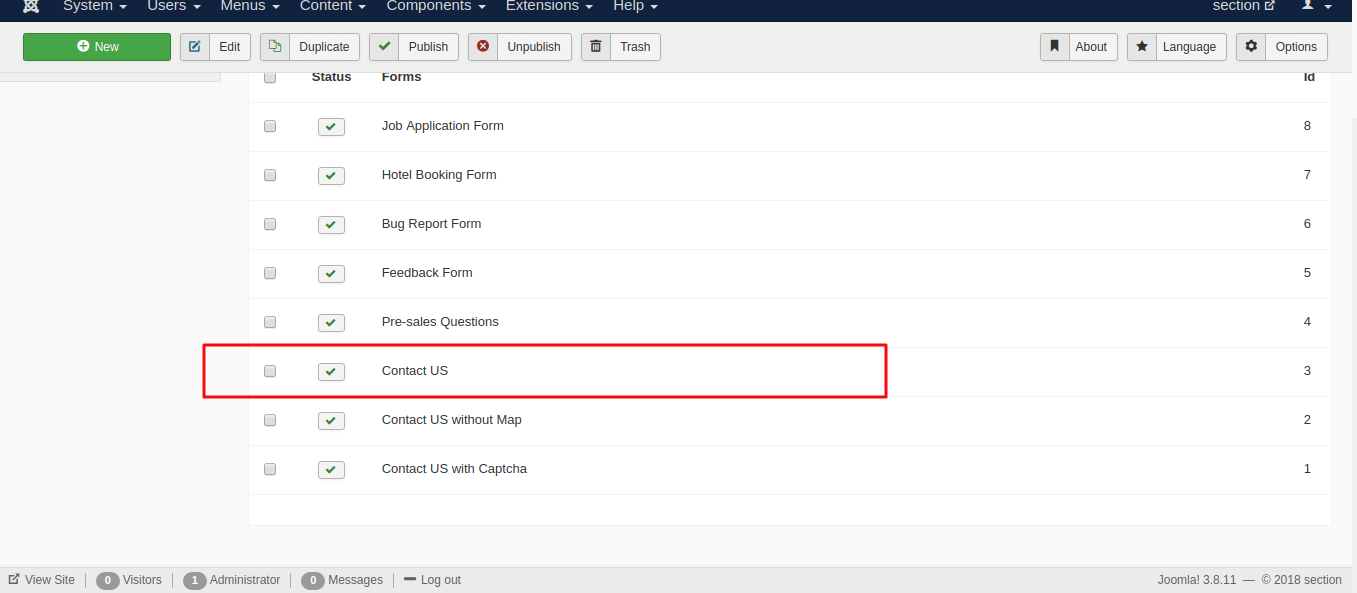 System Users Menus Content Components Extensions Help section
New Edit Duplicate Publish Unpublish Trash About Language Options
Status Forms Id
Job Application Form 8
Hotel Booking Form 7
Bug Report Form 6
Feedback Form 5
Pre-sales Questions 4
Contact US 3
Contact US without Map 2
Contact US with Captcha 1
View Site 0 Visitors 1 Administrator 0 Messages Log out Joomla! 3.8.11 — © 2018 section